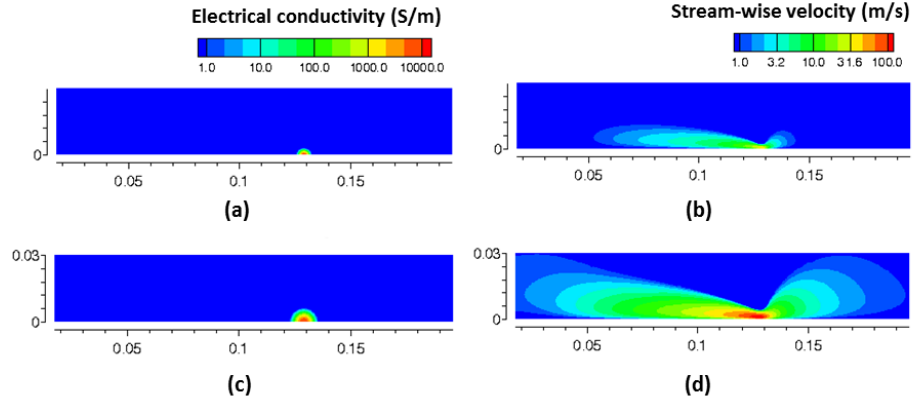 Electrical conductivity (S/m)
Stream-wise velocity (m/s)
1.0 10.0 100.0 1000.0 10000.0
1.0 3.2 10.0 31.6 100.0
0
0.05 0.1 0.15
(a)
0
0.05 0.1 0.15
(b)
0.03
0
0.05 0.1 0.15
(c)
0.03
0
0.05 0.1 0.15
(d)